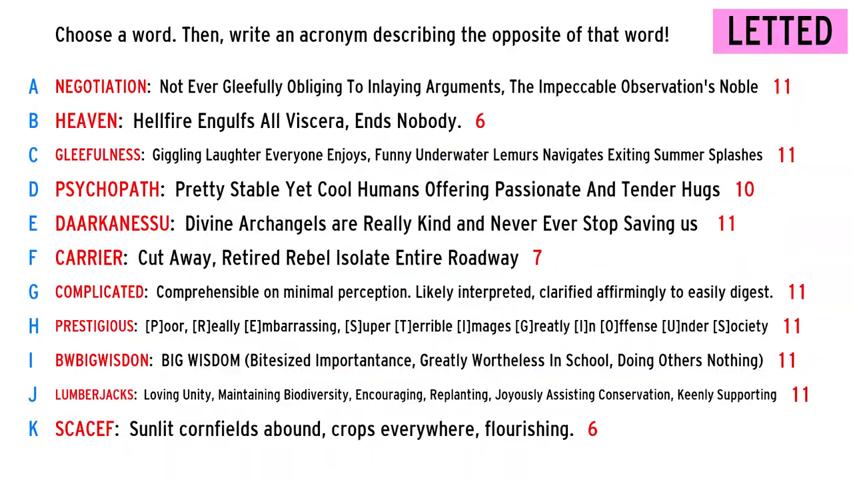 Choose a word. Then, write an acronym describing the opposite of that word!
LETTED
A NEGOTIATION: Not Ever Gleefully Obliging To Inlaying Arguments, The Impeccable Observation's Noble 11
B HEAVEN: Hellfire Engulfs All Viscera, Ends Nobody. 6
C GLEEFULNESS: Giggling Laughter Everyone Enjoys, Funny Underwater Lemurs Navigates Exiting Summer Splashes 11
D PSYCHOPATH: Pretty Stable Yet Cool Humans Offering Passionate And Tender Hugs 10
E DAARKANESSU: Divine Archangels are Really Kind and Never Ever Stop Saving us 11
F CARRIER: Cut Away, Retired Rebel Isolate Entire Roadway 7
G COMPLICATED: Comprehensible on minimal perception. Likely interpreted, clarified affirmingly to easily digest. 11
H PRESTIGIOUS: [P]oor, [R]eally [E]mbarrassing, [S]uper [T]errible [I]mages [G]reatly [I]n [O]ffense [U]nder [S]ociety 11
I BWBIGWISDON: BIG WISDOM (Bitesized Importantance, Greatly Wortheless In School, Doing Others Nothing) 11
J LUMBERJACKS: Loving Unity, Maintaining Biodiversity, Encouraging, Replanting, Joyously Assisting Conservation, Keenly Supporting 11
K SCACEF: Sunlit cornfields abound, crops everywhere, flourishing. 6